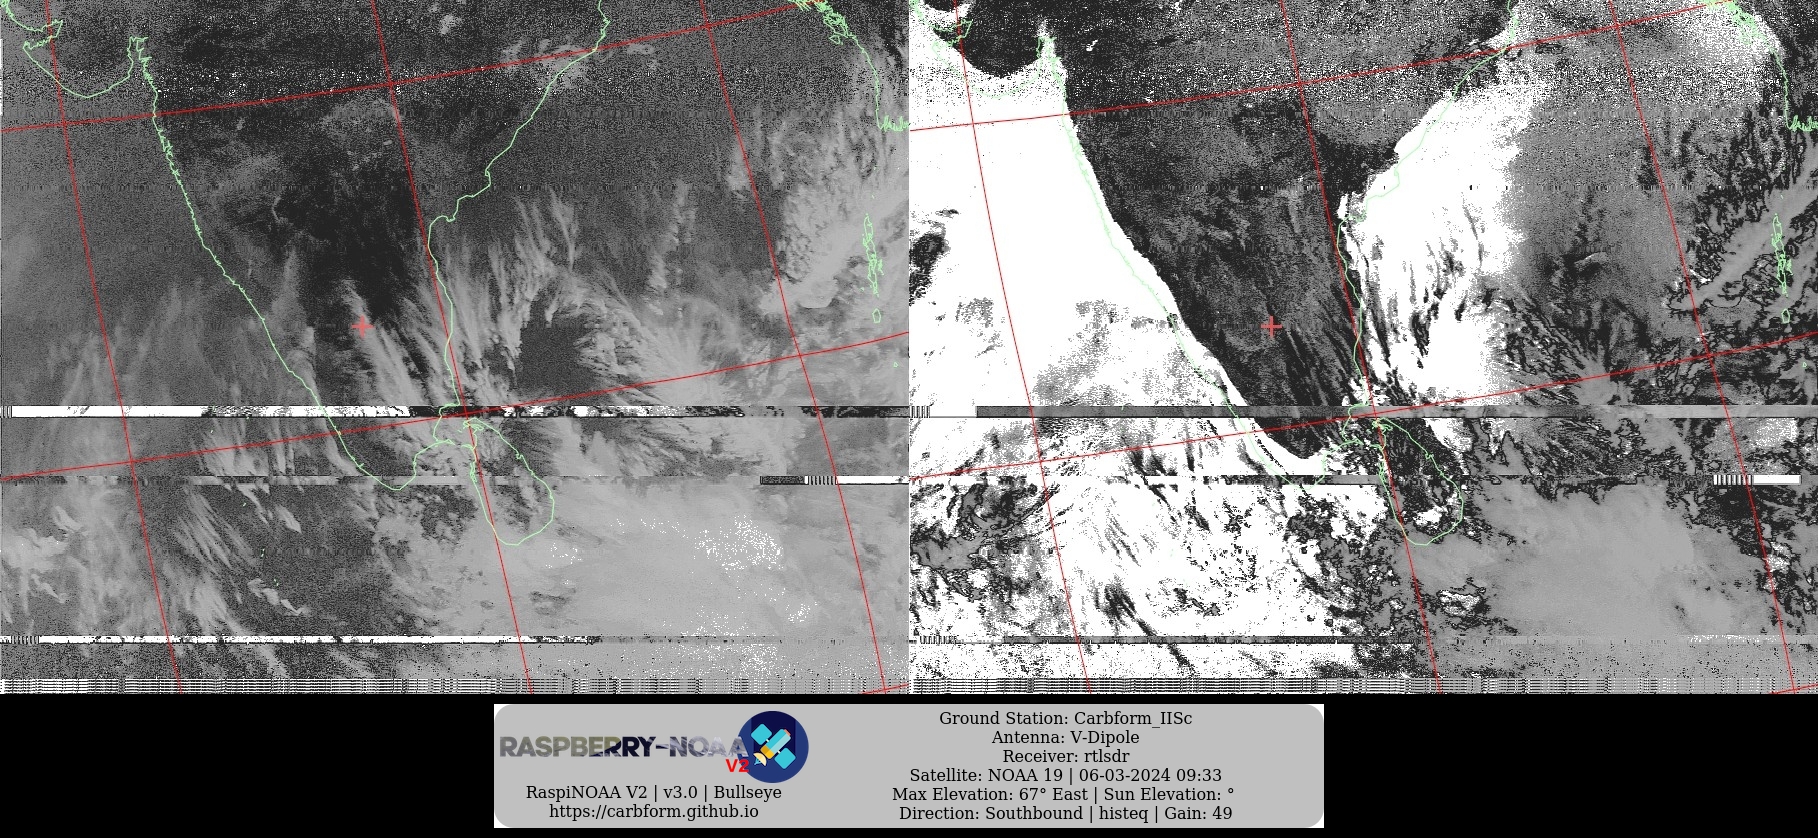 RASPBERRY-NOAA
V2
RaspiNOAA V2 | v3.0 | Bullseye
https://carbform.github.io
Ground Station: Carbform_IISc
Antenna: V-Dipole
Receiver: rtlsdr
Satellite: NOAA 19 | 06-03-2024 09:33
Max Elevation: 67° East | Sun Elevation: °
Direction: Southbound | histeq | Gain: 49